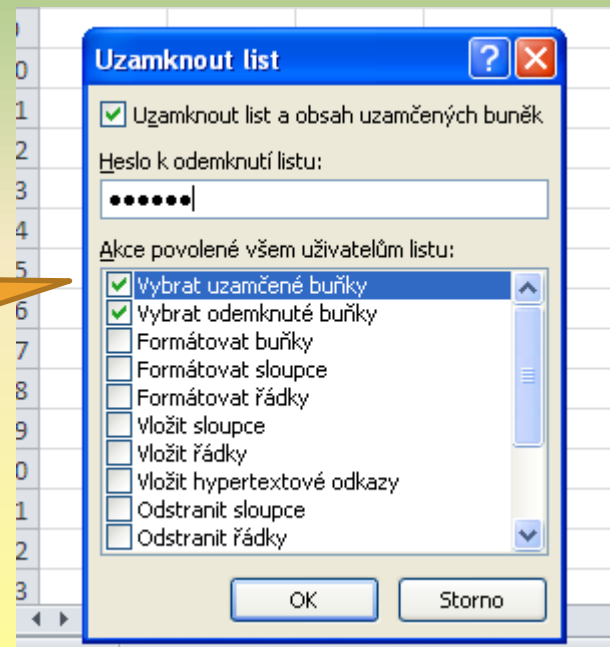 Uzamknout list
Uzamknout list a obsah uzamčených buněk
Heslo k odemknutí listu:
••••••
Akce povolené všem uživatelům listu:
Vybrat uzamčené buňky
Vybrat odemknuté buňky
Formátovat buňky
Formátovat sloupce
Formátovat řádky
Vložit sloupce
Vložit řádky
Vložit hypertextové odkazy
Odstranit sloupce
Odstranit řádky
OK Storno